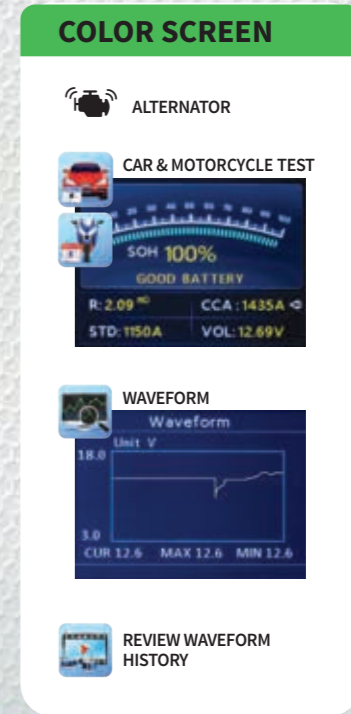 COLOR SCREEN
ALTERNATOR
CAR & MOTORCYCLE TEST
SOH 100%
GOOD BATTERY
R: 2.09 mΩ CCA: 1435A
STD: 1150A VOL: 12.69V
WAVEFORM
Waveform
Unit V
18.0
3.0
CUR 12.6 MAX 12.6 MIN 12.6
REVIEW WAVEFORM
HISTORY